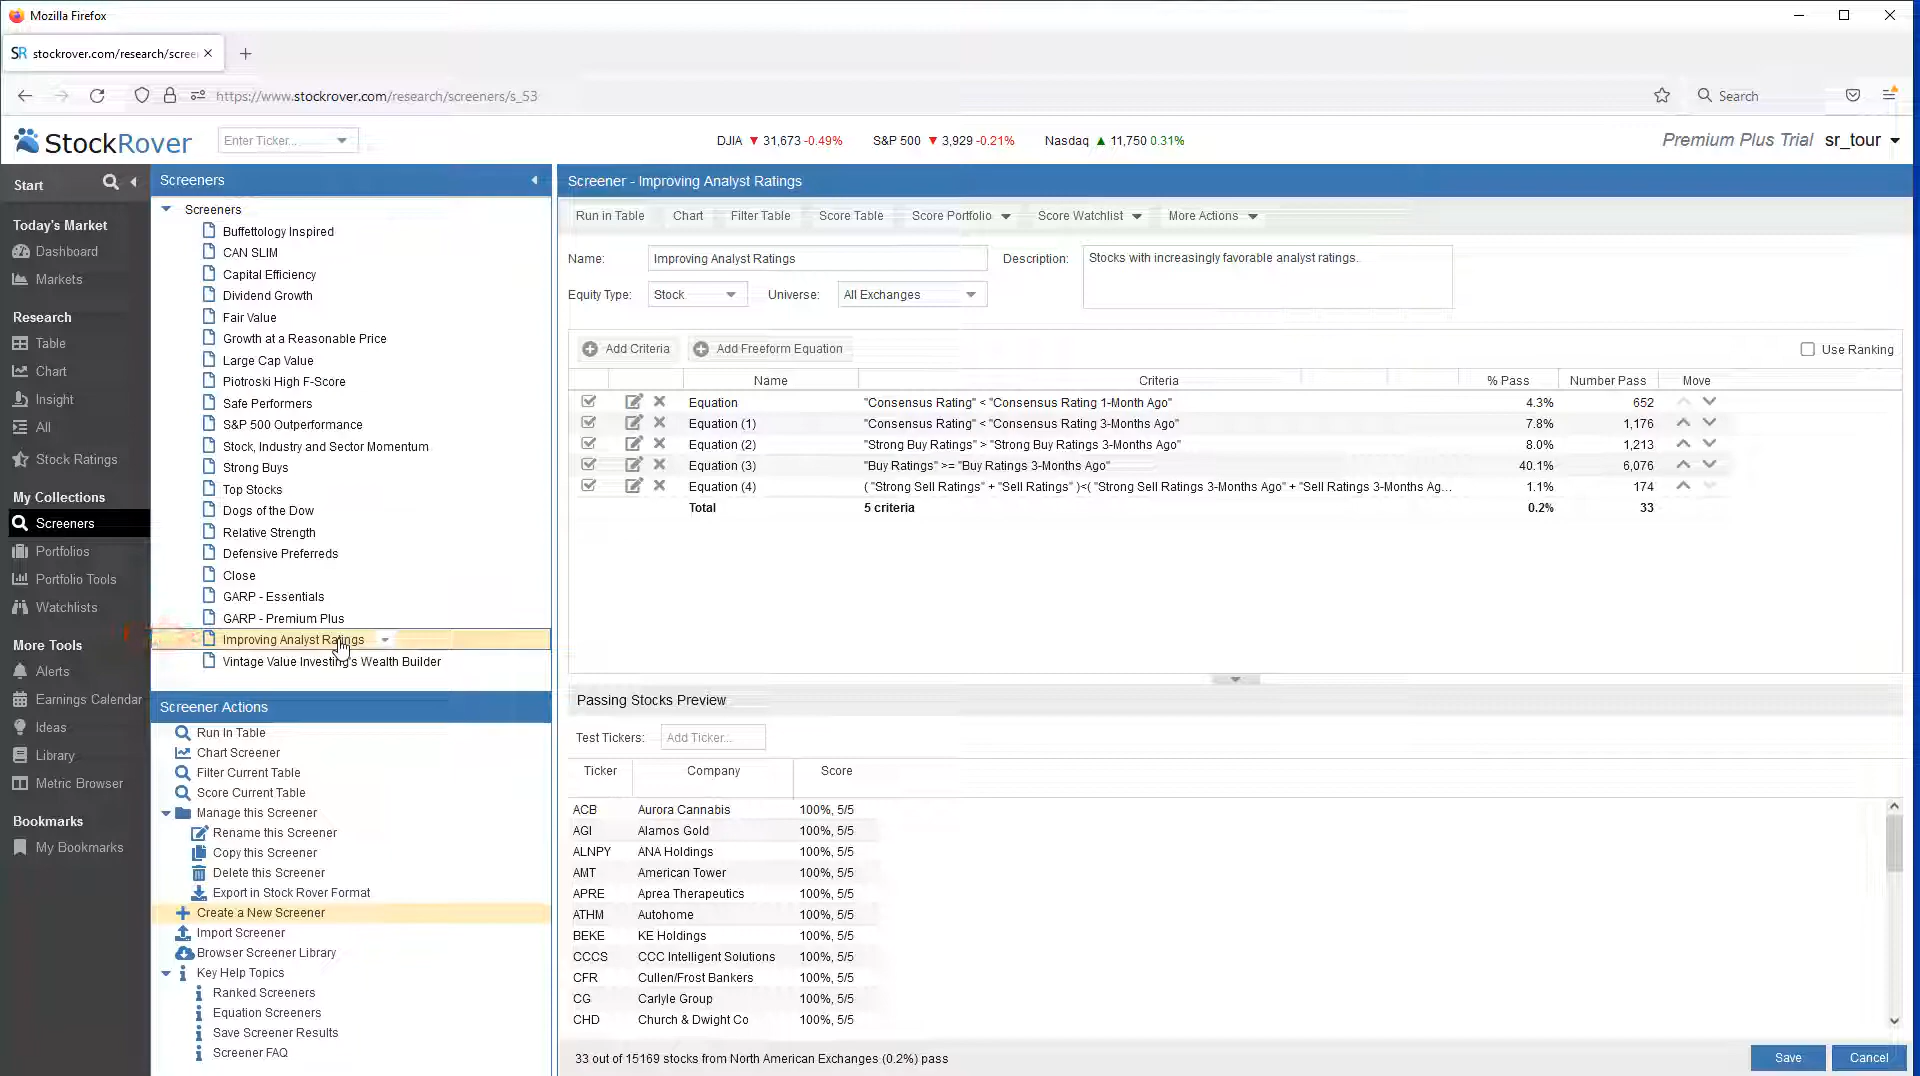 Mozilla Firefox
SR stockrover.com/research/scree
https://www.stockrover.com/research/screeners/s_53
Search
StockRover
Enter Ticker...
DJIA ▼ 31,673 -0.49% S&P 500 ▼ 3,929 -0.21% Nasdaq ▲ 11,750 0.31%
Premium Plus Trial sr_tour
Start
Today's Market
Dashboard
Markets
Research
Table
Chart
Insight
All
Stock Ratings
My Collections
Screeners
Portfolios
Portfolio Tools
Watchlists
More Tools
Alerts
Earnings Calendar
Ideas
Library
Metric Browser
Bookmarks
My Bookmarks
Screeners
Screeners
Buffettology Inspired
CAN SLIM
Capital Efficiency
Dividend Growth
Fair Value
Growth at a Reasonable Price
Large Cap Value
Piotroski High F-Score
Safe Performers
S&P 500 Outperformance
Stock, Industry and Sector Momentum
Strong Buys
Top Stocks
Dogs of the Dow
Relative Strength
Defensive Preferreds
Close
GARP - Essentials
GARP - Premium Plus
Improving Analyst Ratings
Vintage Value Investing's Wealth Builder
Screener Actions
Run In Table
Chart Screener
Filter Current Table
Score Current Table
Manage this Screener
Rename this Screener
Copy this Screener
Delete this Screener
Export in Stock Rover Format
Create a New Screener
Import Screener
Browser Screener Library
Key Help Topics
Ranked Screeners
Equation Screeners
Save Screener Results
Screener FAQ
Screener - Improving Analyst Ratings
Run in Table Chart Filter Table Score Table Score Portfolio Score Watchlist More Actions
Name: Improving Analyst Ratings Description: Stocks with increasingly favorable analyst ratings.
Equity Type: Stock Universe: All Exchanges
Add Criteria Add Freeform Equation Use Ranking
Name Criteria % Pass Number Pass Move
Equation "Consensus Rating" < "Consensus Rating 1-Month Ago" 4.3% 652
Equation (1) "Consensus Rating" < "Consensus Rating 3-Months Ago" 7.8% 1,176
Equation (2) "Strong Buy Ratings" > "Strong Buy Ratings 3-Months Ago" 8.0% 1,213
Equation (3) "Buy Ratings" >= "Buy Ratings 3-Months Ago" 40.1% 6,076
Equation (4) ( "Strong Sell Ratings" + "Sell Ratings" )<( "Strong Sell Ratings 3-Months Ago" + "Sell Ratings 3-Months Ag... 1.1% 174
Total 5 criteria 0.2% 33
Passing Stocks Preview
Test Tickers: Add Ticker...
Ticker Company Score
ACB Aurora Cannabis 100%, 5/5
AGI Alamos Gold 100%, 5/5
ALNPY ANA Holdings 100%, 5/5
AMT American Tower 100%, 5/5
APRE Aprea Therapeutics 100%, 5/5
ATHM Autohome 100%, 5/5
BEKE KE Holdings 100%, 5/5
CCCS CCC Intelligent Solutions 100%, 5/5
CFR Cullen/Frost Bankers 100%, 5/5
CG Carlyle Group 100%, 5/5
CHD Church & Dwight Co 100%, 5/5
33 out of 15169 stocks from North American Exchanges (0.2%) pass
Save Cancel